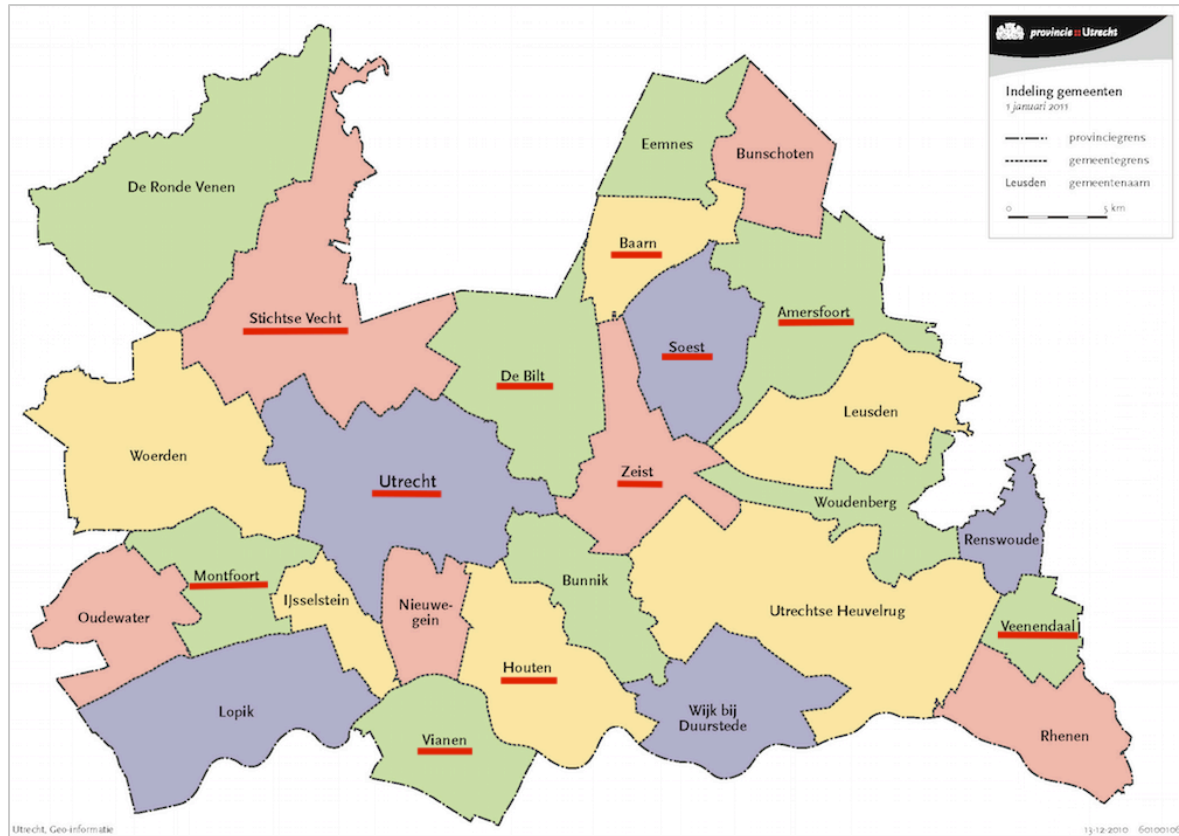 provincie::Utrecht
Indeling gemeenten
1 januari 2011
provinciegrens
gemeentegrens
Leusden gemeentenaam
0 5 km
Eemnes
Bunschoten
De Ronde Venen
Baarn
Stichtse Vecht
Amersfoort
Soest
De Bilt
Leusden
Woerden
Utrecht
Zeist
Woudenberg
Renswoude
Montfoort
Bunnik
IJsselstein
Nieuwe-
gein
Utrechtse Heuvelrug
Oudewater
Veenendaal
Houten
Lopik
Wijk bij
Duurstede
Vianen
Rhenen
Utrecht, Geo-informatie
13-12-2010 60100106